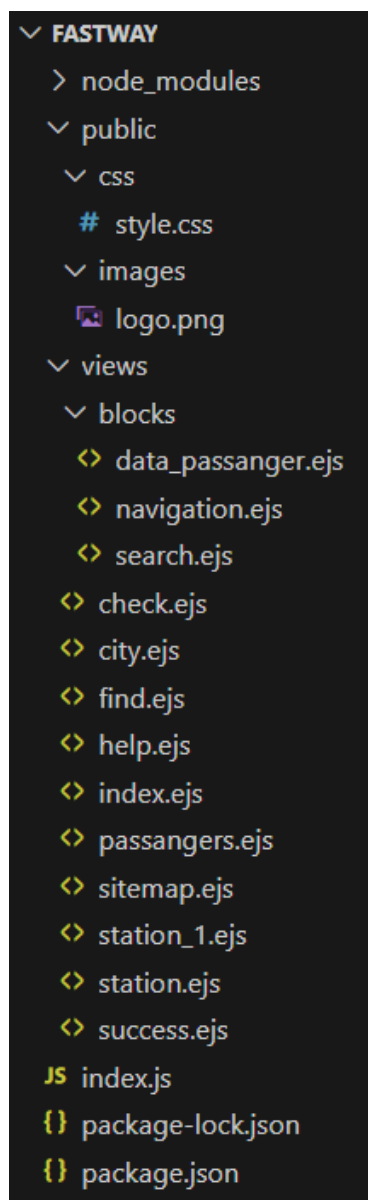 FASTWAY
node_modules
public
css
# style.css
images
logo.png
views
blocks
<> data_passanger.ejs
<> navigation.ejs
<> search.ejs
<> check.ejs
<> city.ejs
<> find.ejs
<> help.ejs
<> index.ejs
<> passangers.ejs
<> sitemap.ejs
<> station_1.ejs
<> station.ejs
<> success.ejs
JS index.js
{} package-lock.json
{} package.json